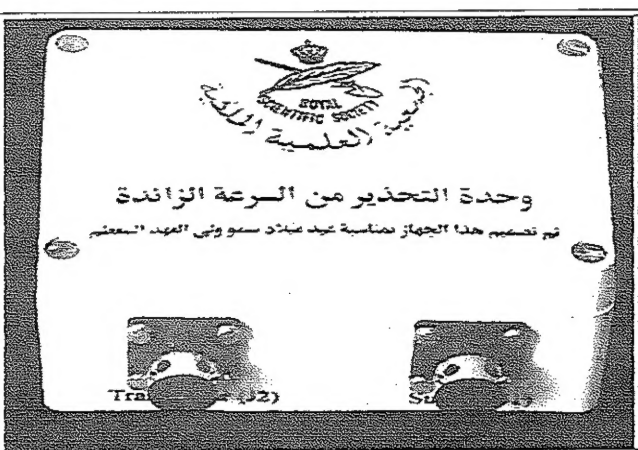 ROYAL
SCIENTIFIC SOCIETY
الجمعية العلمية الملكية
وحدة التحذير من السرعة الزائدة
تم تصميم هذا الجهاز بمناسبة عيد ميلاد سمو ولي العهد المعظم